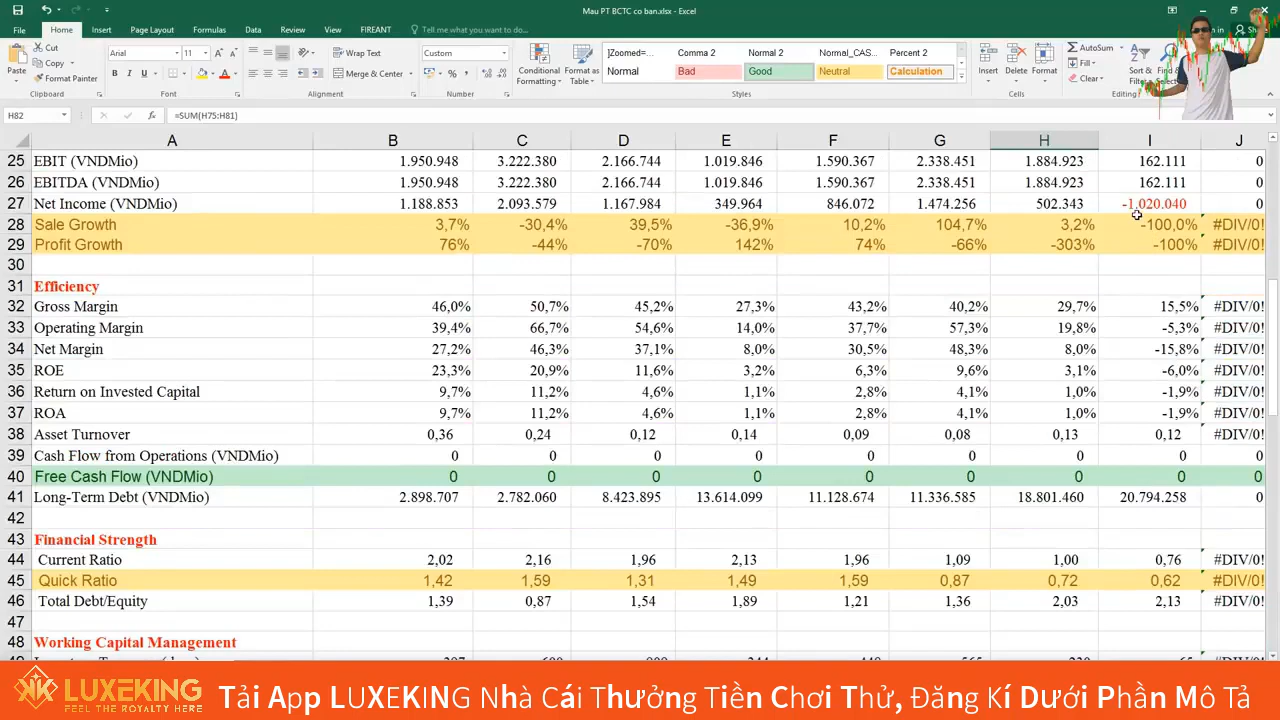 Mau PT BCTC co ban.xlsx - Excel
File Home Insert Page Layout Formulas Data Review View FIREANT Tell me what you want to do...
Cut
Copy
Format Painter
Paste
Clipboard
Arial 11
B I U
Font
Wrap Text
Merge & Center
Alignment
Custom
Number
Conditional Formatting
Format as Table
|Zoomed=... Comma 2 Normal 2 Normal_CAS... Percent 2
Normal Bad Good Neutral Calculation
Styles
Insert Delete Format
Cells
AutoSum
Fill
Clear
Sort &
Find &
Editing
H82 fx =SUM(H75:H81)
A B C D E F G H I J
25 EBIT (VNDMio) 1.950.948 3.222.380 2.166.744 1.019.846 1.590.367 2.338.451 1.884.923 162.111 0
26 EBITDA (VNDMio) 1.950.948 3.222.380 2.166.744 1.019.846 1.590.367 2.338.451 1.884.923 162.111 0
27 Net Income (VNDMio) 1.188.853 2.093.579 1.167.984 349.964 846.072 1.474.256 502.343 -1.020.040 0
28 Sale Growth 3,7% -30,4% 39,5% -36,9% 10,2% 104,7% 3,2% -100,0% #DIV/0!
29 Profit Growth 76% -44% -70% 142% 74% -66% -303% -100% #DIV/0!
30
31 Efficiency
32 Gross Margin 46,0% 50,7% 45,2% 27,3% 43,2% 40,2% 29,7% 15,5% #DIV/0!
33 Operating Margin 39,4% 66,7% 54,6% 14,0% 37,7% 57,3% 19,8% -5,3% #DIV/0!
34 Net Margin 27,2% 46,3% 37,1% 8,0% 30,5% 48,3% 8,0% -15,8% #DIV/0!
35 ROE 23,3% 20,9% 11,6% 3,2% 6,3% 9,6% 3,1% -6,0% #DIV/0!
36 Return on Invested Capital 9,7% 11,2% 4,6% 1,1% 2,8% 4,1% 1,0% -1,9% #DIV/0!
37 ROA 9,7% 11,2% 4,6% 1,1% 2,8% 4,1% 1,0% -1,9% #DIV/0!
38 Asset Turnover 0,36 0,24 0,12 0,14 0,09 0,08 0,13 0,12 #DIV/0!
39 Cash Flow from Operations (VNDMio) 0 0 0 0 0 0 0 0 0
40 Free Cash Flow (VNDMio) 0 0 0 0 0 0 0 0 0
41 Long-Term Debt (VNDMio) 2.898.707 2.782.060 8.423.895 13.614.099 11.128.674 11.336.585 18.801.460 20.794.258 0
42
43 Financial Strength
44 Current Ratio 2,02 2,16 1,96 2,13 1,96 1,09 1,00 0,76 #DIV/0!
45 Quick Ratio 1,42 1,59 1,31 1,49 1,59 0,87 0,72 0,62 #DIV/0!
46 Total Debt/Equity 1,39 0,87 1,54 1,89 1,21 1,36 2,03 2,13 #DIV/0!
47
48 Working Capital Management
LUXEKING
FEEL THE ROYALTY HERE
Tải App LUXEKING Nhà Cái Thưởng Tiền Chơi Thử, Đăng Kí Dưới Phần Mô Tả